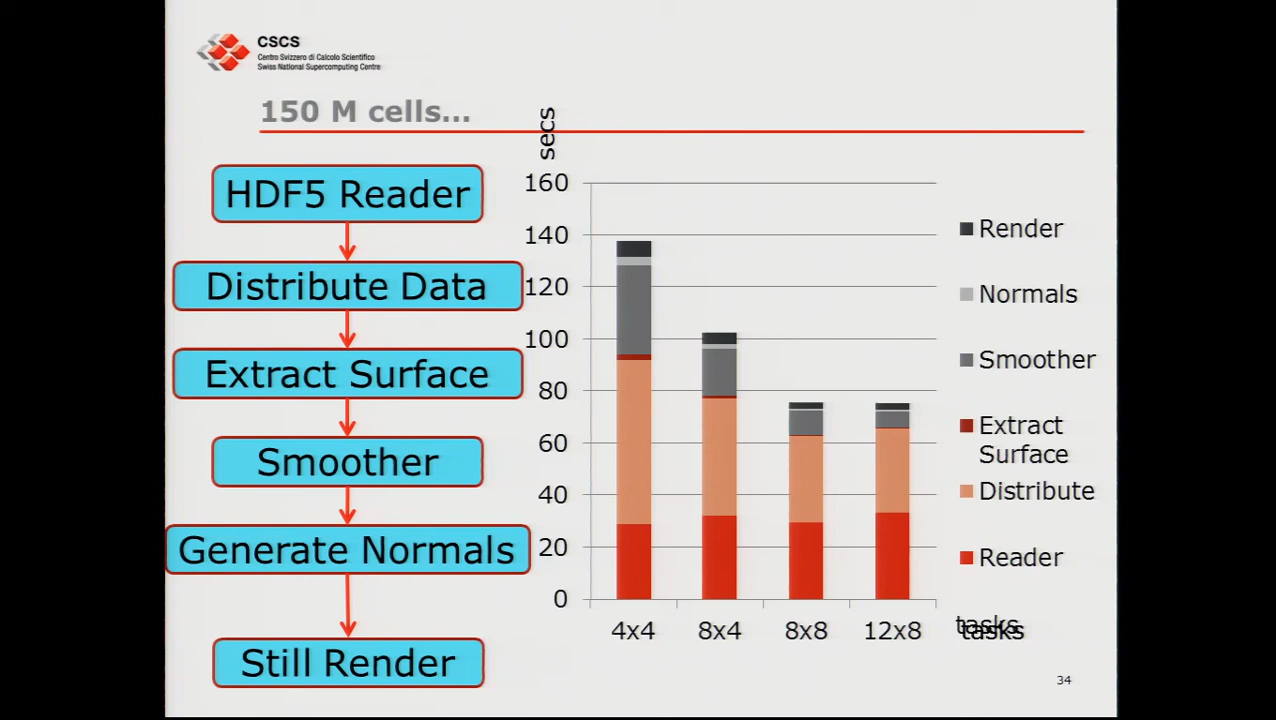 CSCS
Centro Svizzero di Calcolo Scientifico
Swiss National Supercomputing Centre
150 M cells...
HDF5 Reader
Distribute Data
Extract Surface
Smoother
Generate Normals
Still Render
secs
160
140
120
100
80
60
40
20
0
4x4
8x4
8x8
12x8
tasks
tasks
Render
Normals
Smoother
Extract
Surface
Distribute
Reader
34